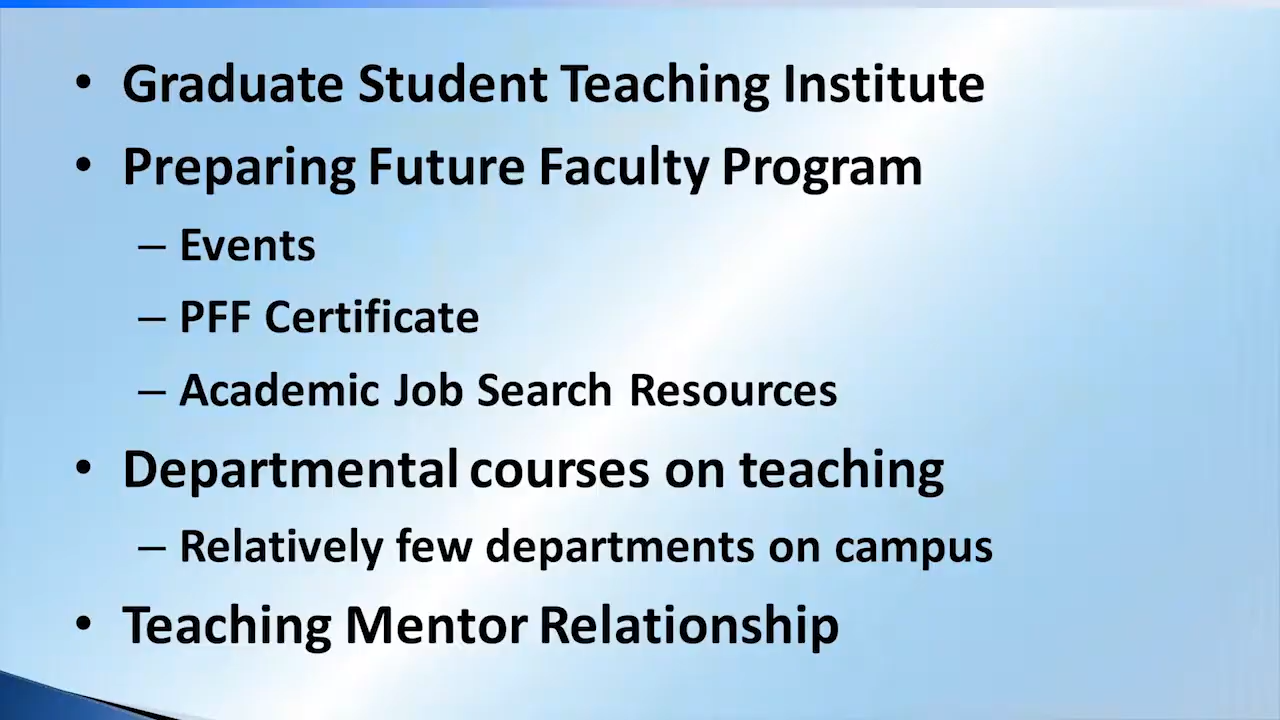 • Graduate Student Teaching Institute
• Preparing Future Faculty Program
– Events
– PFF Certificate
– Academic Job Search Resources
• Departmental courses on teaching
– Relatively few departments on campus
• Teaching Mentor Relationship